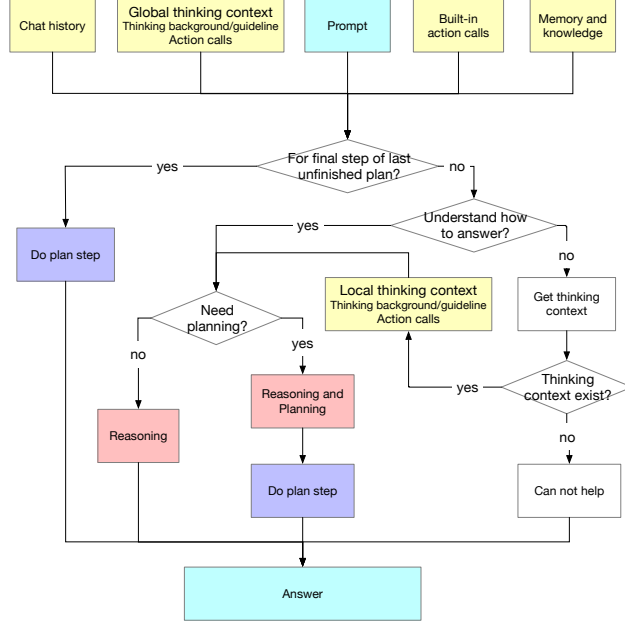 Chat history
Global thinking context
Thinking background/guideline
Action calls
Prompt
Built-in
action calls
Memory and
knowledge
For final step of last
unfinished plan?
yes
no
Understand how
to answer?
yes
no
Do plan step
Local thinking context
Thinking background/guideline
Action calls
Get thinking
context
Need
planning?
no
yes
Thinking
context exist?
yes
no
Reasoning and
Planning
Reasoning
Do plan step
Can not help
Answer